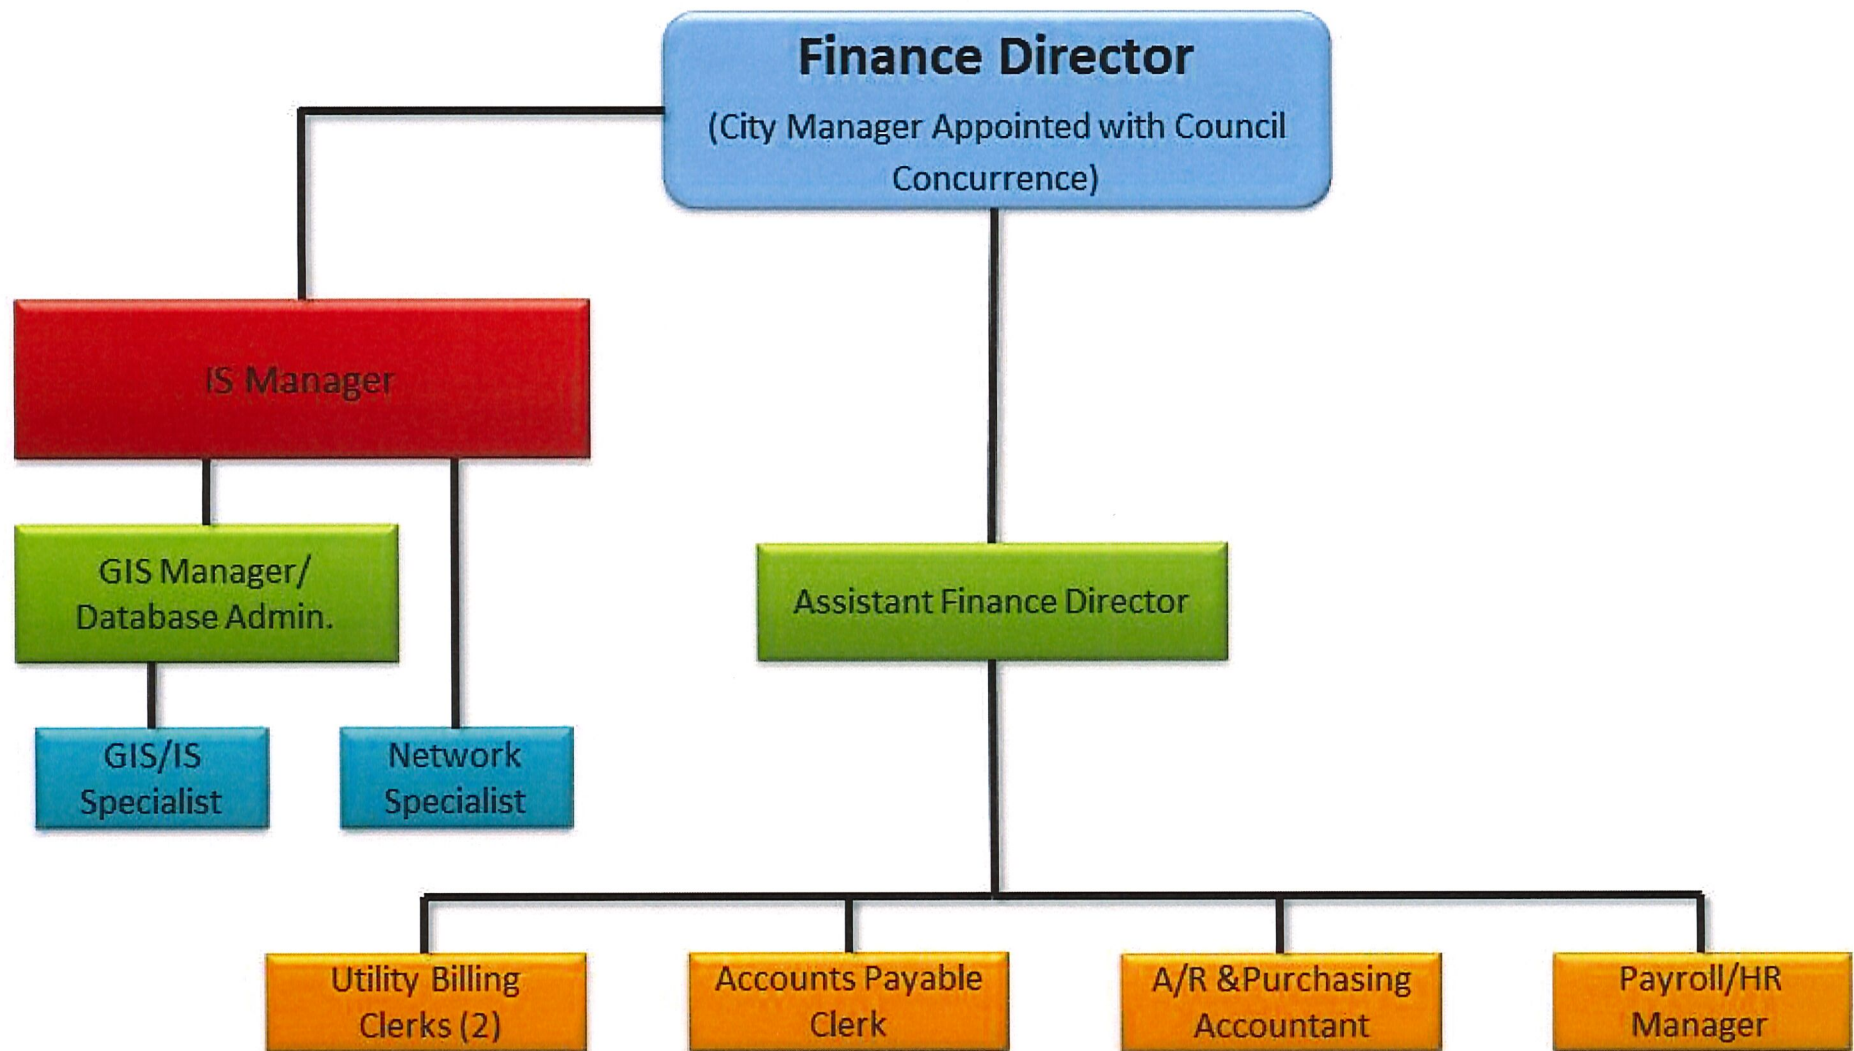 Finance Director
(City Manager Appointed with Council
Concurrence)
IS Manager
GIS Manager/
Database Admin.
Assistant Finance Director
GIS/IS
Specialist
Network
Specialist
Utility Billing
Clerks (2)
Accounts Payable
Clerk
A/R &Purchasing
Accountant
Payroll/HR
Manager